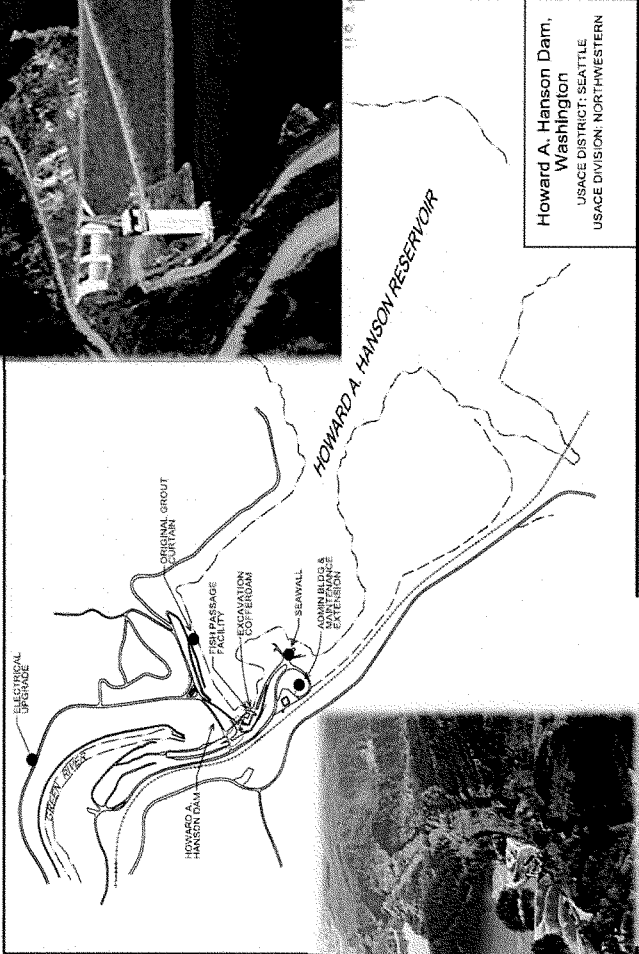 Howard A. Hanson Dam,
Washington
USACE DISTRICT: SEATTLE
USACE DIVISION: NORTHWESTERN
ELECTRICAL
UPGRADE
GREEN RIVER
HOWARD A.
HANSON DAM
ORIGINAL GROUT
CURTAIN
FISH PASSAGE
FACILITY
EXCAVATION
COFFERDAM
SEAWALL
ADMIN BLDG &
MAINTENANCE
EXTENSION
HOWARD A. HANSON RESERVOIR